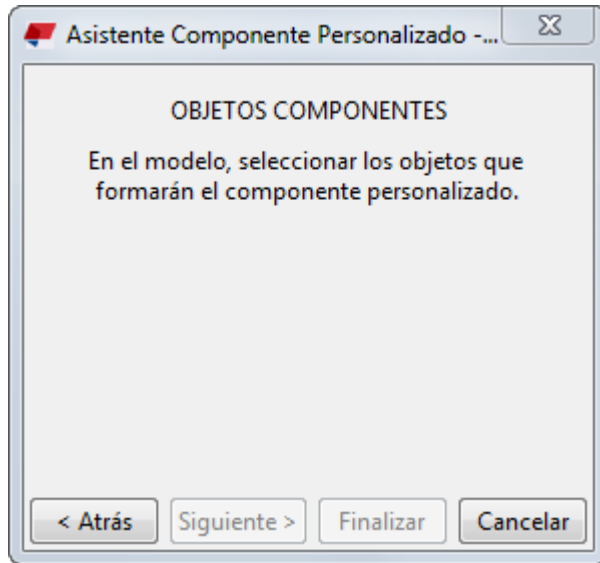 Asistente Componente Personalizado -...
OBJETOS COMPONENTES
En el modelo, seleccionar los objetos que
formarán el componente personalizado.
< Atrás
Siguiente >
Finalizar
Cancelar